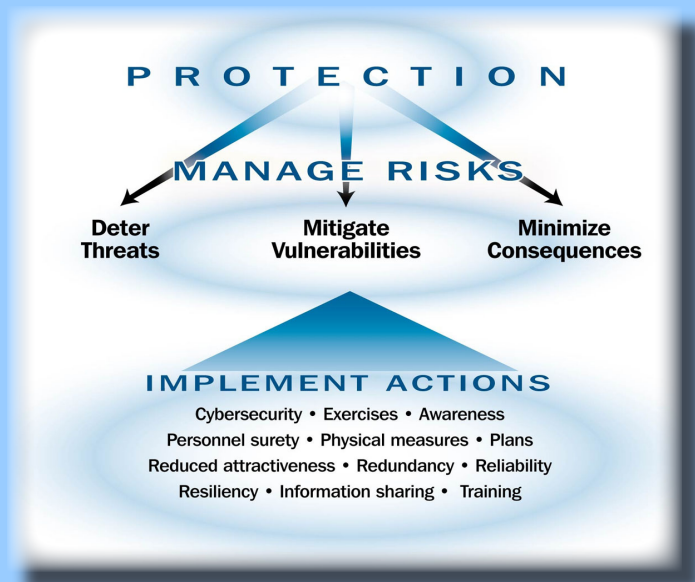 PROTECTION
MANAGE RISKS
Deter Threats
Mitigate Vulnerabilities
Minimize Consequences
IMPLEMENT ACTIONS
Cybersecurity • Exercises • Awareness
Personnel surety • Physical measures • Plans
Reduced attractiveness • Redundancy • Reliability
Resiliency • Information sharing • Training